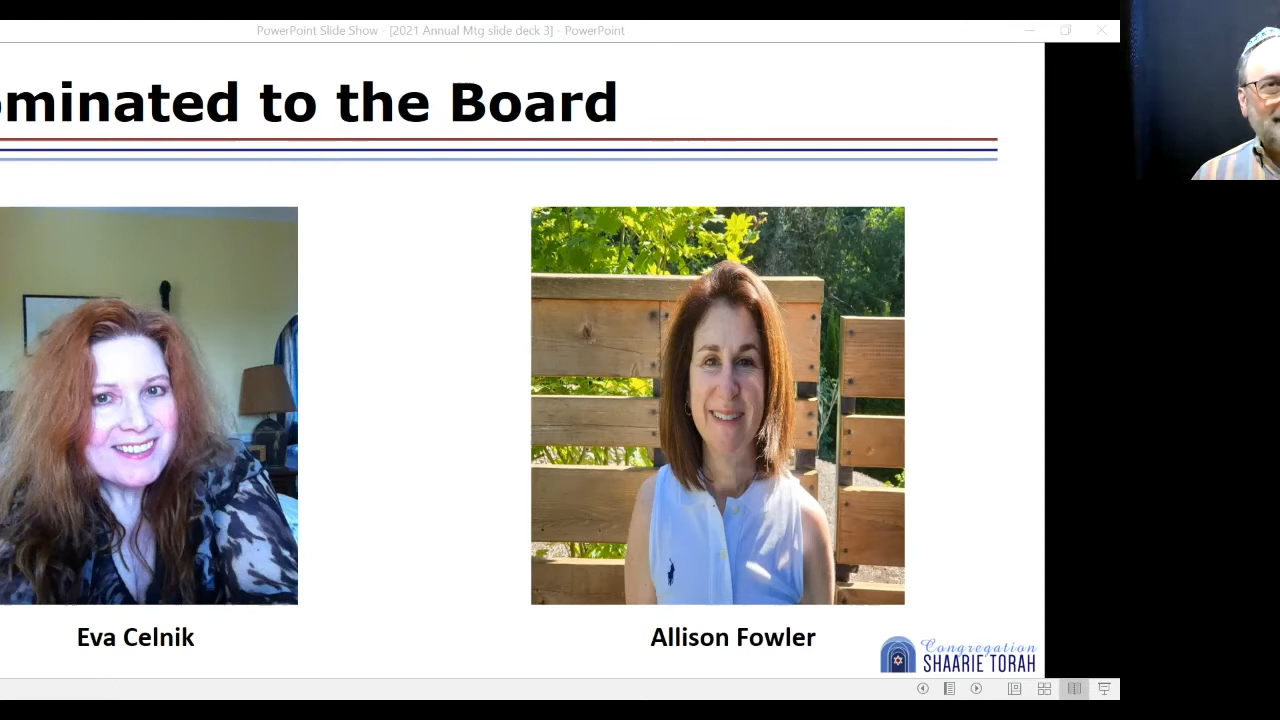 PowerPoint Slide Show - [2021 Annual Mtg slide deck 3] - PowerPoint
ominated to the Board
Eva Celnik
Allison Fowler
Congregation
SHAARIE TORAH